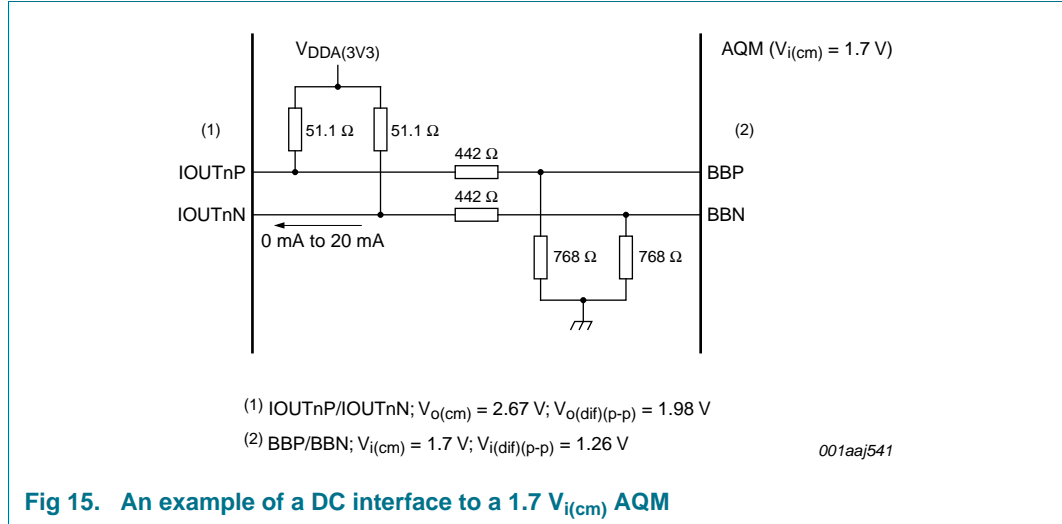 VDDA(3V3)
AQM (Vi(cm) = 1.7 V)
(1)
51.1 Ω
51.1 Ω
(2)
442 Ω
IOUTnP
BBP
442 Ω
IOUTnN
BBN
0 mA to 20 mA
768 Ω
768 Ω
(1) IOUTnP/IOUTnN; Vo(cm) = 2.67 V; Vo(dif)(p-p) = 1.98 V
(2) BBP/BBN; Vi(cm) = 1.7 V; Vi(dif)(p-p) = 1.26 V
001aaj541
Fig 15. An example of a DC interface to a 1.7 Vi(cm) AQM